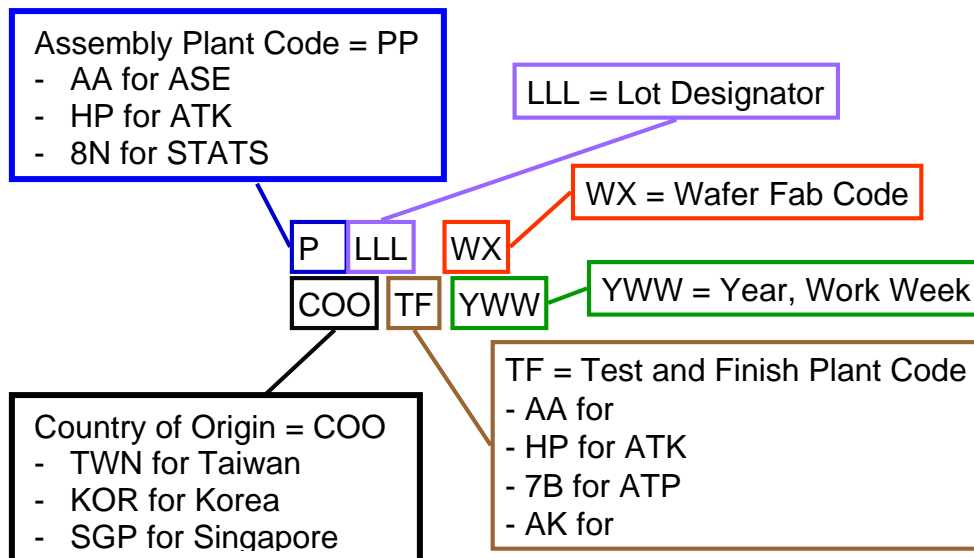 Assembly Plant Code = PP
- AA for ASE
- HP for ATK
- 8N for STATS
LLL = Lot Designator
WX = Wafer Fab Code
P LLL WX
COO TF YWW
YWW = Year, Work Week
TF = Test and Finish Plant Code
- AA for
- HP for ATK
- 7B for ATP
- AK for
Country of Origin = COO
- TWN for Taiwan
- KOR for Korea
- SGP for Singapore